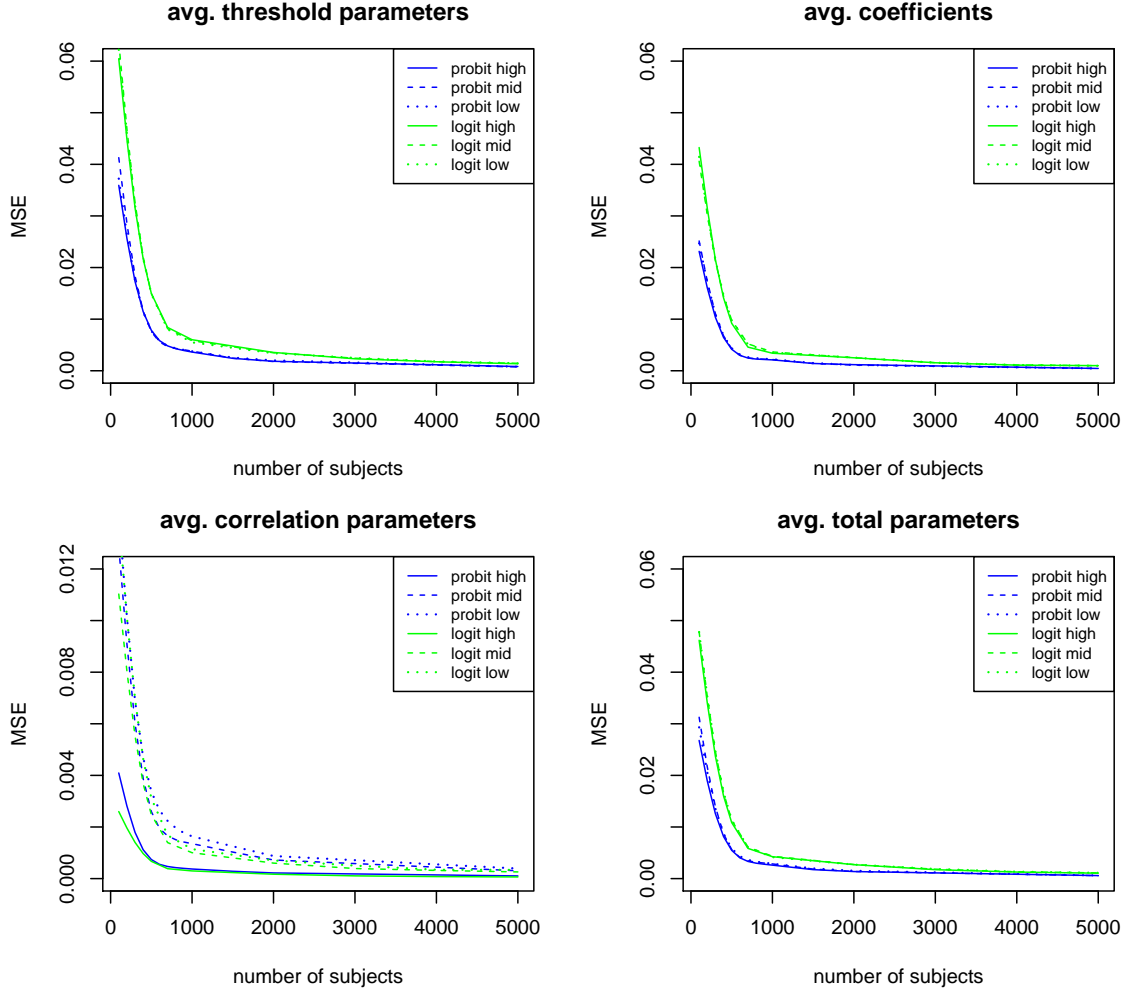 avg. threshold parameters
MSE
0.00
0.02
0.04
0.06
probit high
probit mid
probit low
logit high
logit mid
logit low
0
1000
2000
3000
4000
5000
number of subjects
avg. coefficients
MSE
0.00
0.02
0.04
0.06
probit high
probit mid
probit low
logit high
logit mid
logit low
0
1000
2000
3000
4000
5000
number of subjects
avg. correlation parameters
MSE
0.000
0.004
0.008
0.012
probit high
probit mid
probit low
logit high
logit mid
logit low
0
1000
2000
3000
4000
5000
number of subjects
avg. total parameters
MSE
0.00
0.02
0.04
0.06
probit high
probit mid
probit low
logit high
logit mid
logit low
0
1000
2000
3000
4000
5000
number of subjects